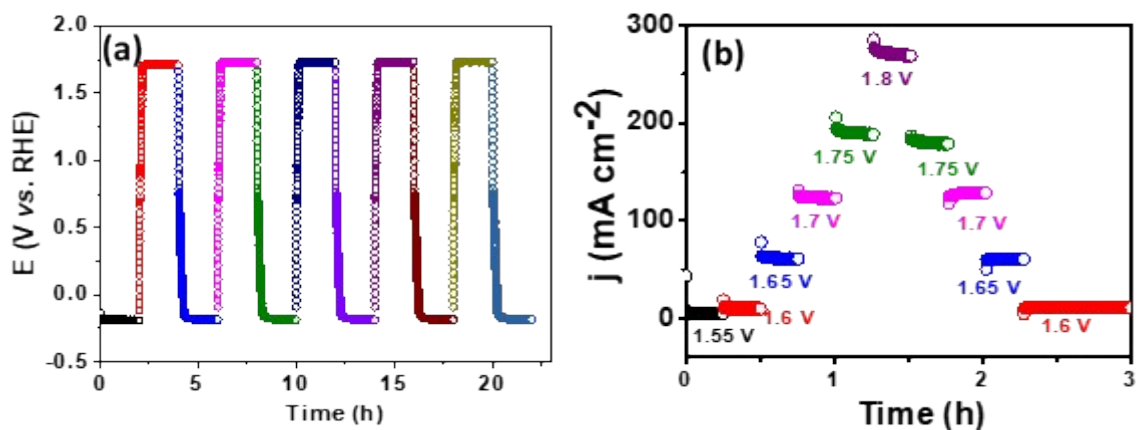 (a)
E (V vs. RHE)
2.0
1.5
1.0
0.5
0.0
-0.5
0
5
10
15
20
Time (h)
(b)
j (mA cm-2)
300
200
100
0
1.8 V
1.75 V
1.75 V
1.7 V
1.7 V
1.65 V
1.65 V
1.55 V
1.6 V
1.6 V
0
1
2
3
Time (h)